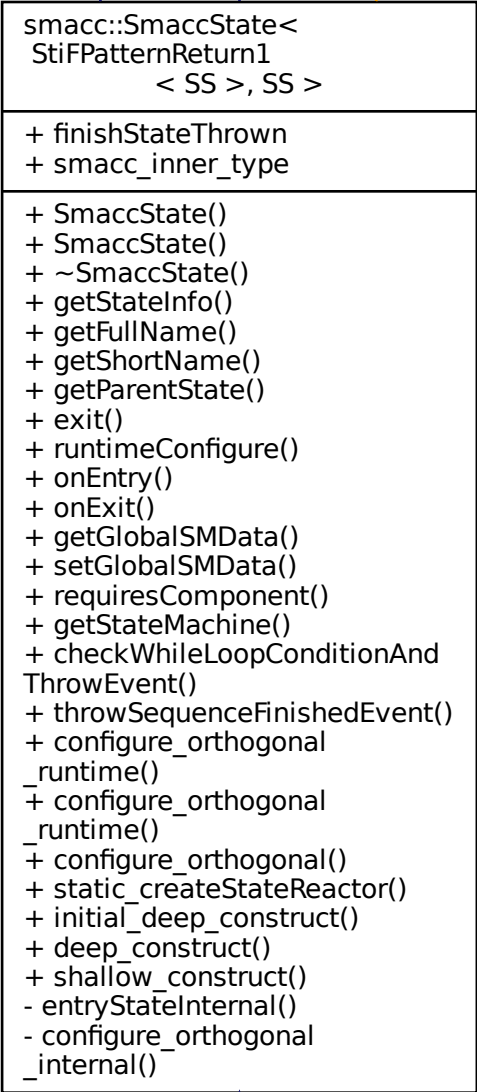 smacc::SmaccState<
StiFPatternReturn1
< SS >, SS >
+ finishStateThrown
+ smacc_inner_type
+ SmaccState()
+ SmaccState()
+ ~SmaccState()
+ getStateInfo()
+ getFullName()
+ getShortName()
+ getParentState()
+ exit()
+ runtimeConfigure()
+ onEntry()
+ onExit()
+ getGlobalSMData()
+ setGlobalSMData()
+ requiresComponent()
+ getStateMachine()
+ checkWhileLoopConditionAnd
ThrowEvent()
+ throwSequenceFinishedEvent()
+ configure_orthogonal
_runtime()
+ configure_orthogonal
_runtime()
+ configure_orthogonal()
+ static_createStateReactor()
+ initial_deep_construct()
+ deep_construct()
+ shallow_construct()
- entryStateInternal()
- configure_orthogonal
_internal()